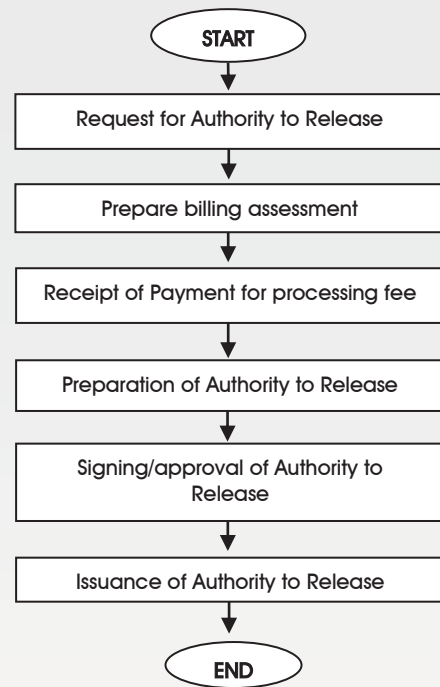 START
Request for Authority to Release
Prepare billing assessment
Receipt of Payment for processing fee
Preparation of Authority to Release
Signing/approval of Authority to
Release
Issuance of Authority to Release
END